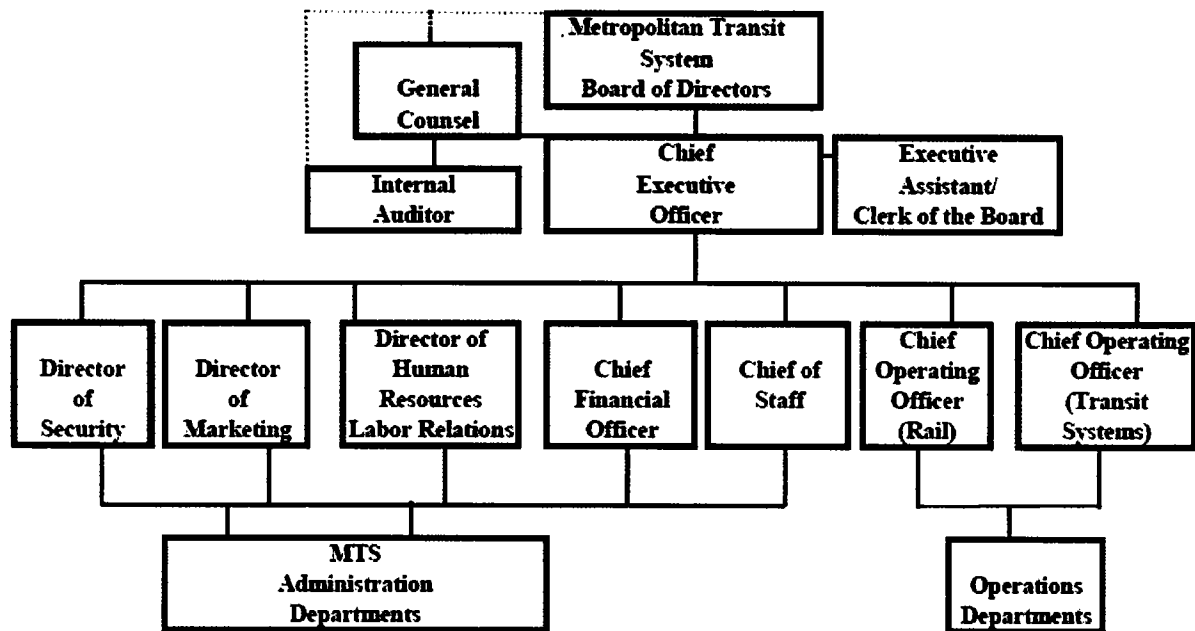 Metropolitan Transit
System
Board of Directors
General
Counsel
Chief
Executive
Officer
Executive
Assistant/
Clerk of the Board
Internal
Auditor
Director
of
Security
Director
of
Marketing
Director of
Human
Resources
Labor Relations
Chief
Financial
Officer
Chief of
Staff
Chief
Operating
Officer
(Rail)
Chief Operating
Officer
(Transit
Systems)
MTS
Administration
Departments
Operations
Departments